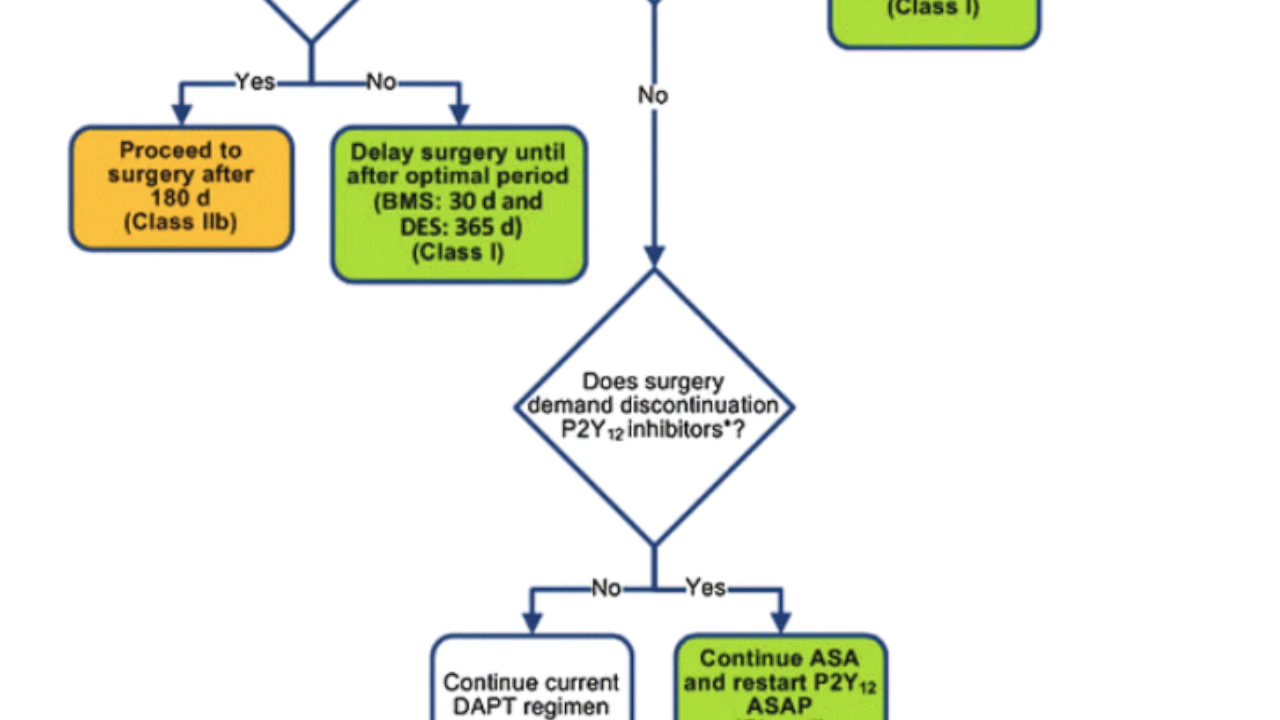 (Class I)
Yes
No
No
Proceed to
surgery after
180 d
(Class IIb)
Delay surgery until
after optimal period
(BMS: 30 d and
DES: 365 d)
(Class I)
Does surgery
demand discontinuation
P2Y12 inhibitors*?
No
Yes
Continue current
DAPT regimen
Continue ASA
and restart P2Y12
ASAP